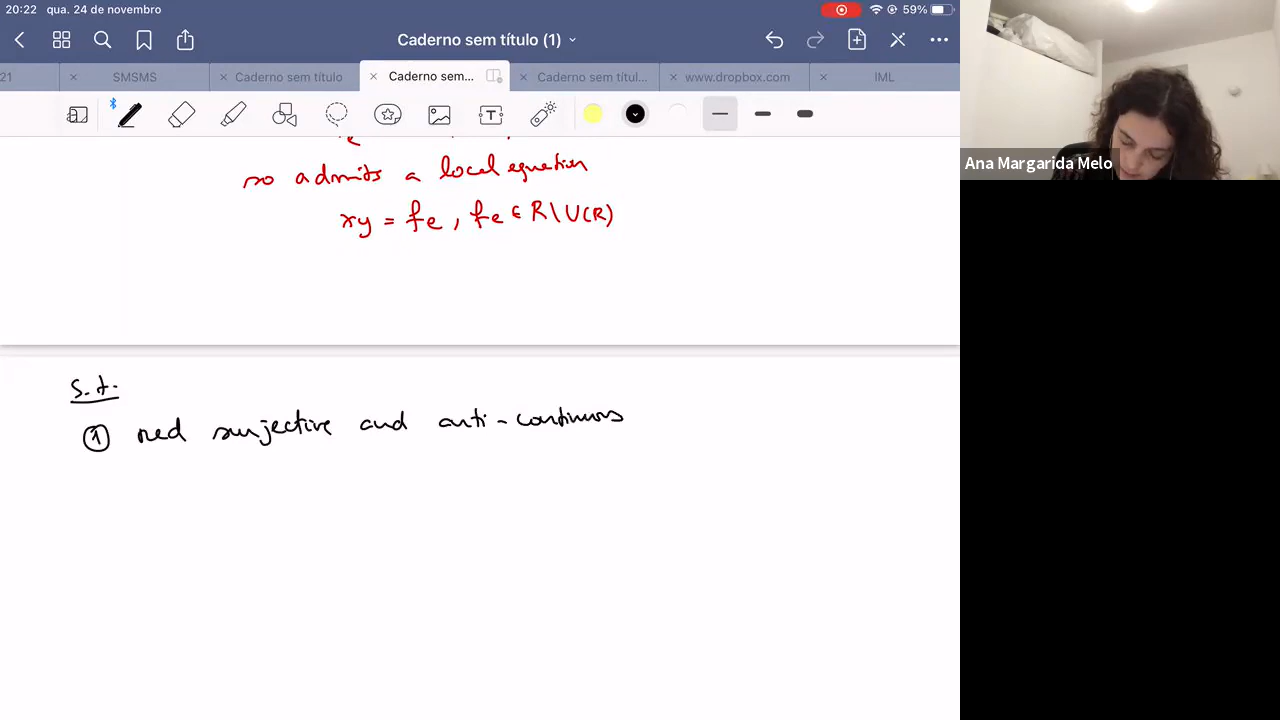 20:22 qua. 24 de novembro
59%
Caderno sem título (1)
21
SMSMS
Caderno sem título
Caderno sem...
Caderno sem títul...
www.dropbox.com
IML
T
so admits a local equation
xy = fe, fe ∈ R\U(R)
s.t.
① red surjective and anti-continuous
Ana Margarida Melo